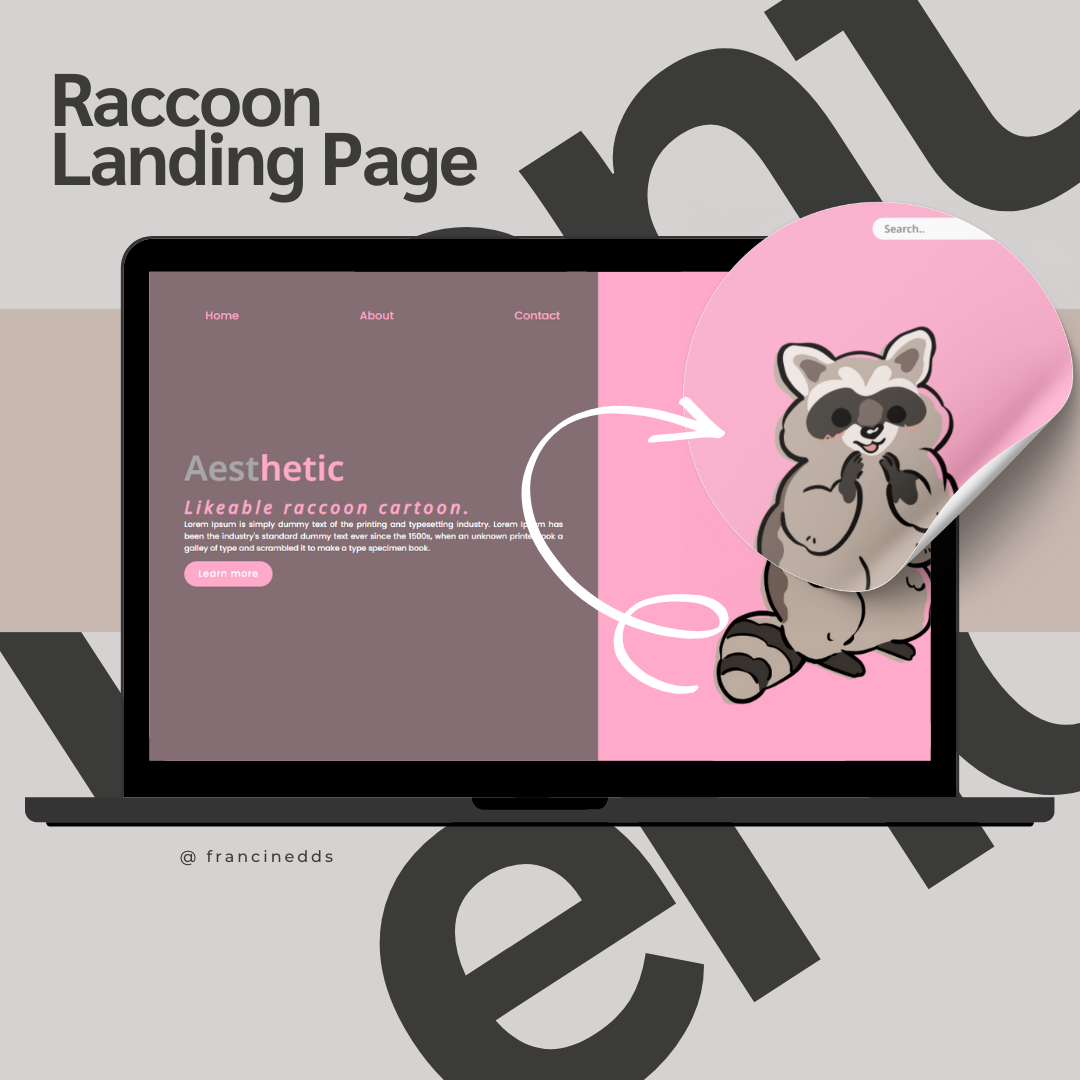 Raccoon
Landing Page
Search..
Home About Contact
Aesthetic
Likeable raccoon cartoon.
Lorem Ipsum is simply dummy text of the printing and typesetting industry. Lorem Ipsum has
been the industry's standard dummy text ever since the 1500s, when an unknown printer took a
galley of type and scrambled it to make a type specimen book.
Learn more
@ francinedds